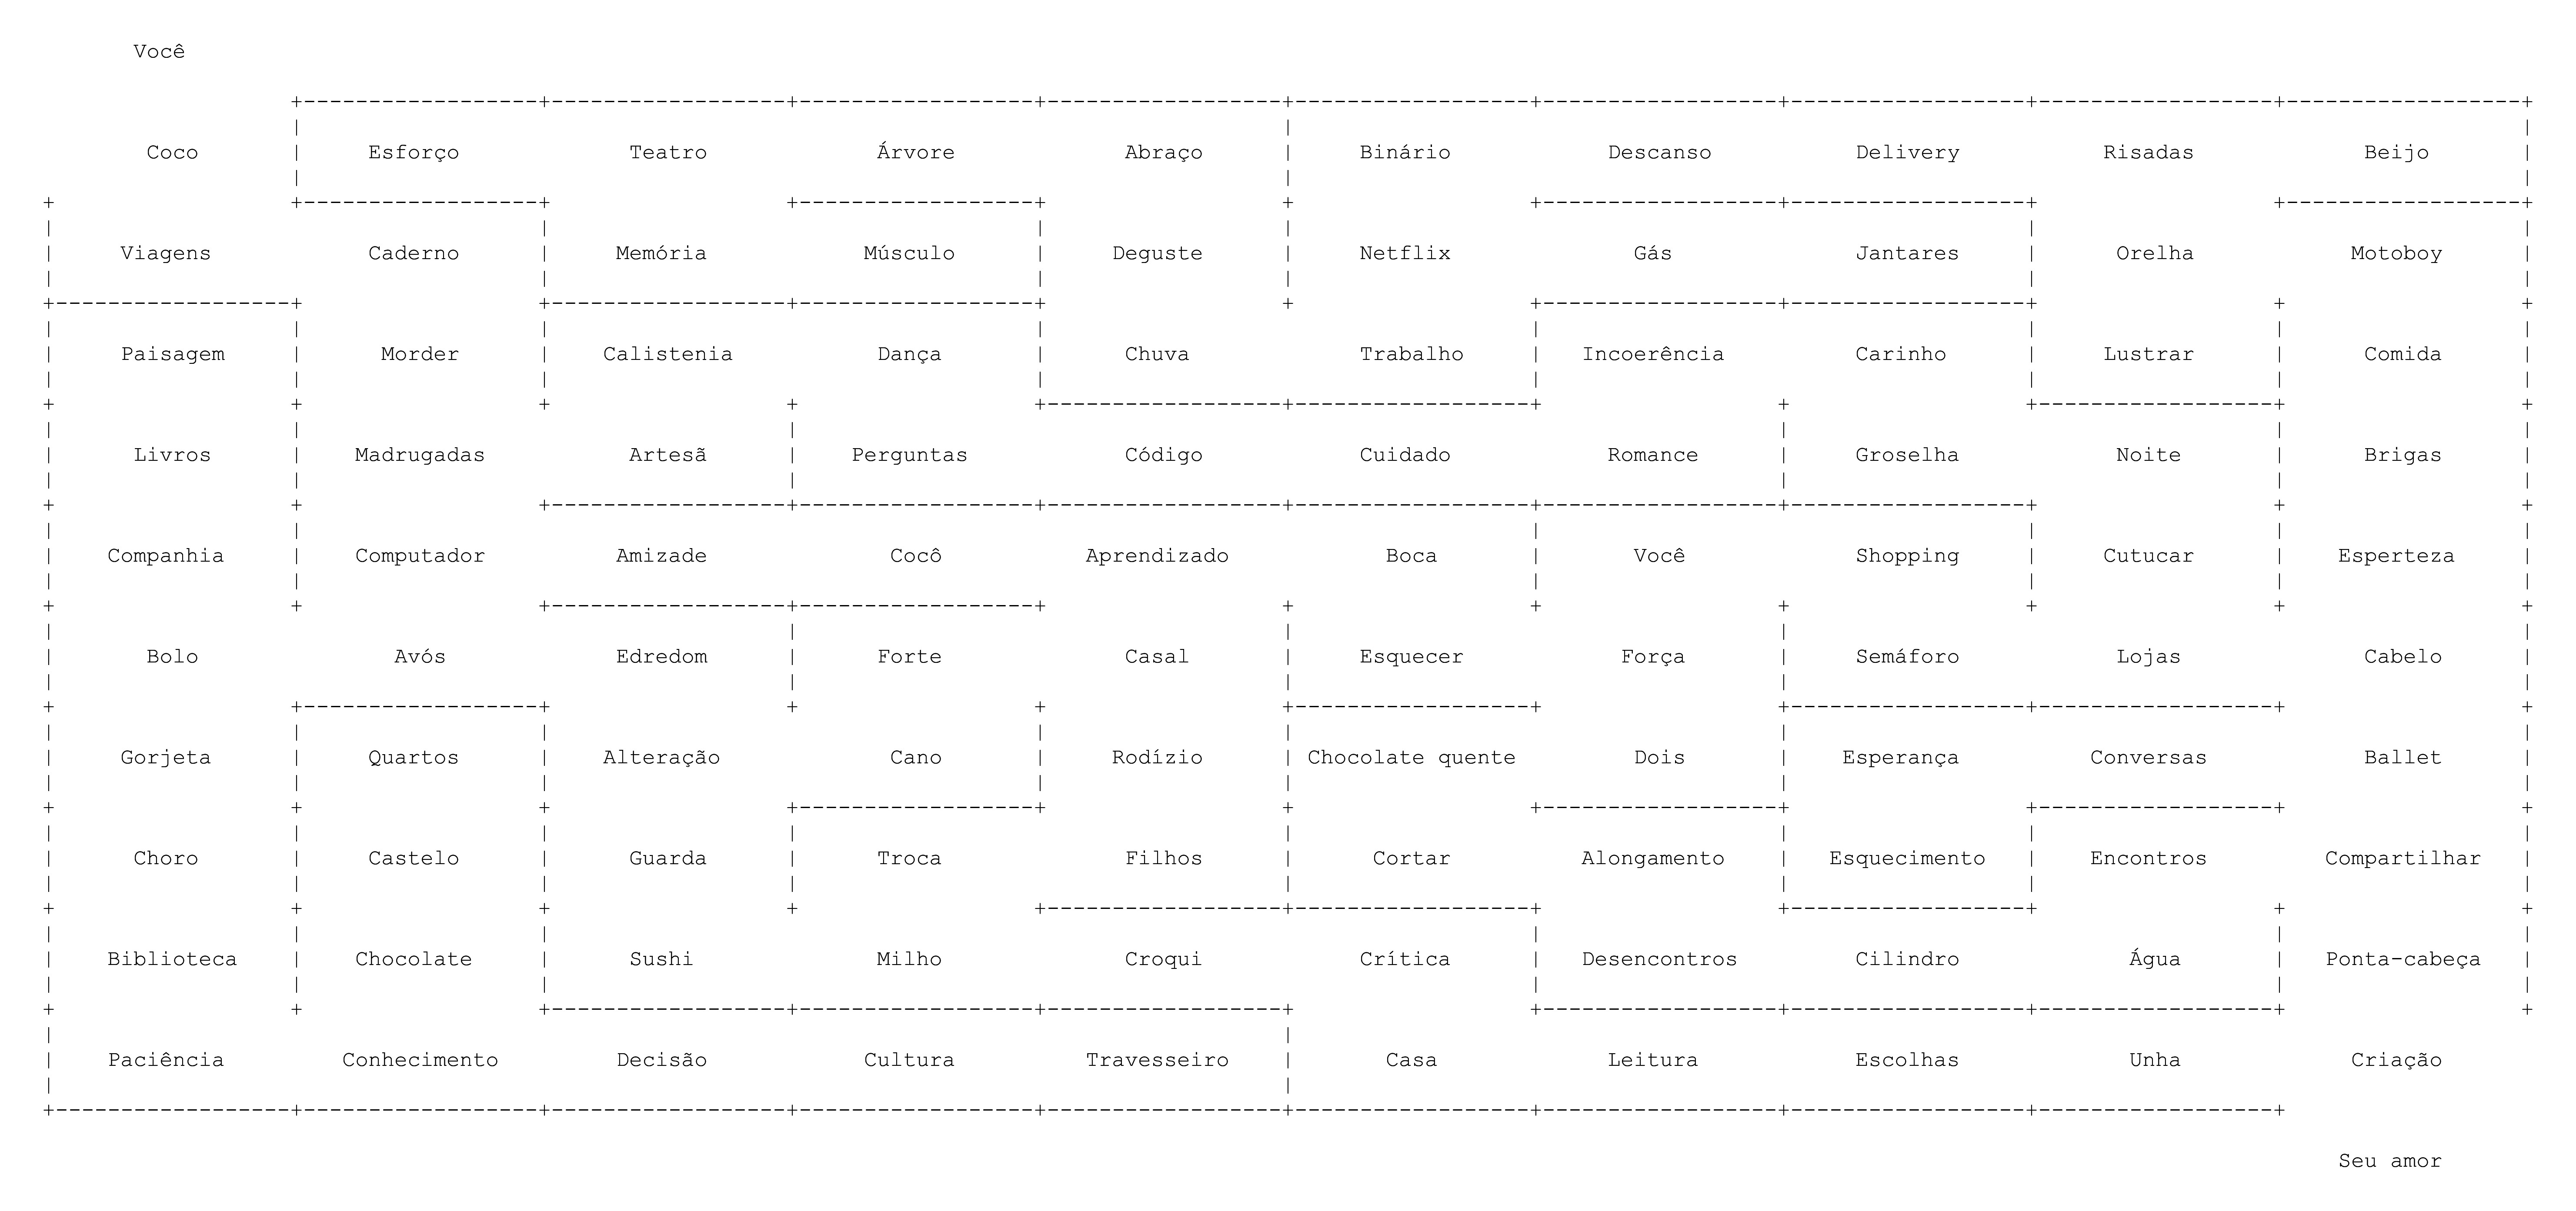 Você
Coco Esforço Teatro Árvore Abraço Binário Descanso Delivery Risadas Beijo
Viagens Caderno Memória Músculo Deguste Netflix Gás Jantares Orelha Motoboy
Paisagem Morder Calistenia Dança Chuva Trabalho Incoerência Carinho Lustrar Comida
Livros Madrugadas Artesã Perguntas Código Cuidado Romance Groselha Noite Brigas
Companhia Computador Amizade Cocô Aprendizado Boca Você Shopping Cutucar Esperteza
Bolo Avós Edredom Forte Casal Esquecer Força Semáforo Lojas Cabelo
Gorjeta Quartos Alteração Cano Rodízio Chocolate quente Dois Esperança Conversas Ballet
Choro Castelo Guarda Troca Filhos Cortar Alongamento Esquecimento Encontros Compartilhar
Biblioteca Chocolate Sushi Milho Croqui Crítica Desencontros Cilindro Água Ponta-cabeça
Paciência Conhecimento Decisão Cultura Travesseiro Casa Leitura Escolhas Unha Criação
Seu amor